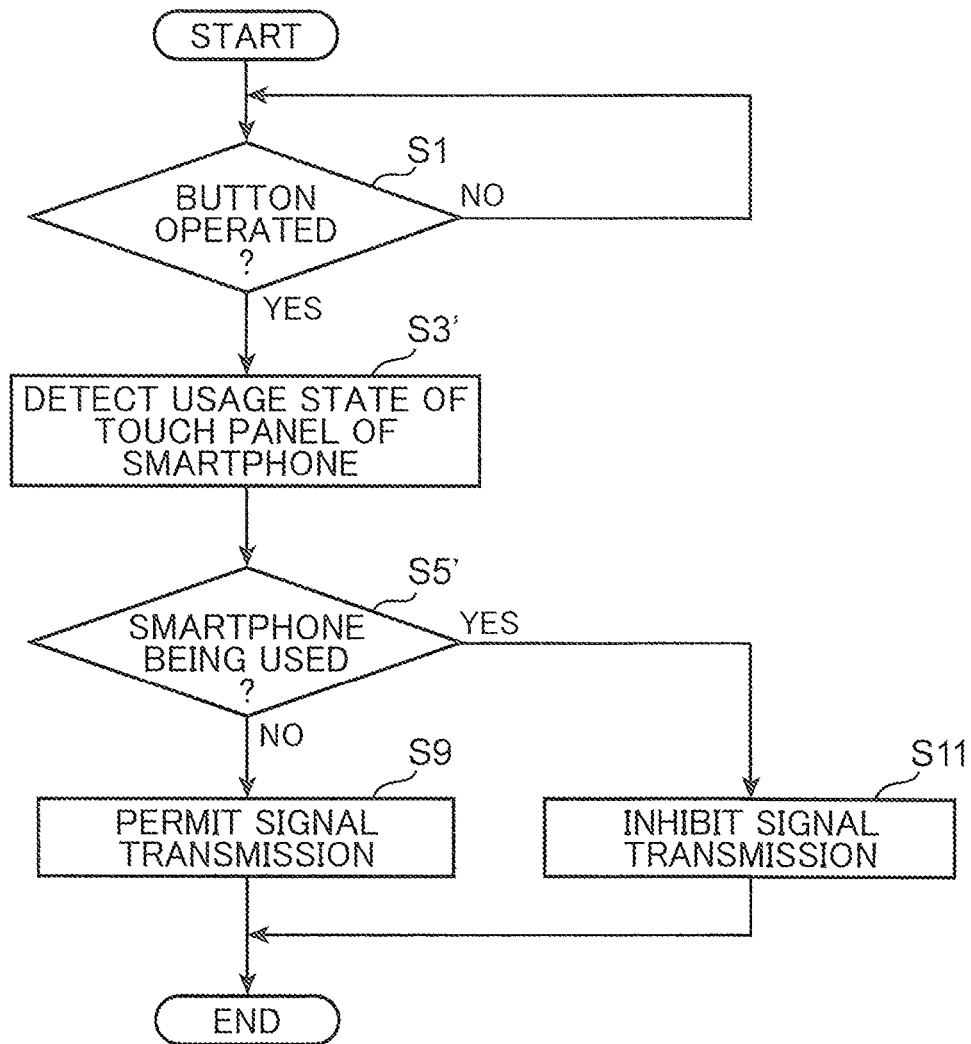 START
S1
BUTTON
OPERATED
?
NO
YES
S3'
DETECT USAGE STATE OF
TOUCH PANEL OF
SMARTPHONE
S5'
SMARTPHONE
BEING USED
?
YES
NO
S9
PERMIT SIGNAL
TRANSMISSION
S11
INHIBIT SIGNAL
TRANSMISSION
END